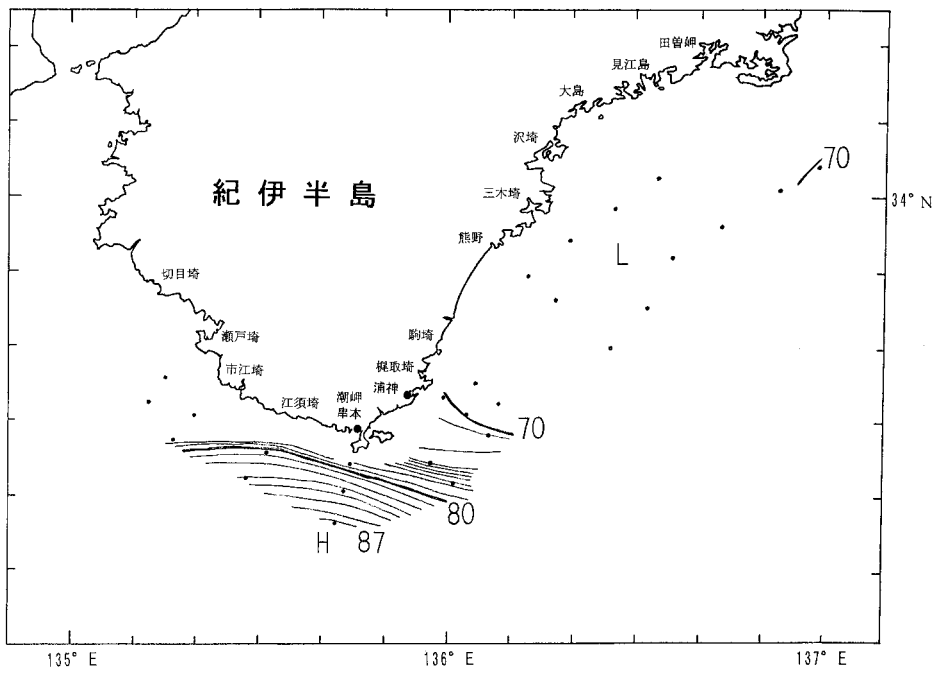 田曽岬
見江島
大島
沢埼
70
三木埼
34° N
紀伊半島
熊野
L
切目埼
瀬戸埼
駒埼
市江埼
梶取埼
浦神
江須埼
潮岬
串本
70
80
H 87
135° E
136° E
137° E